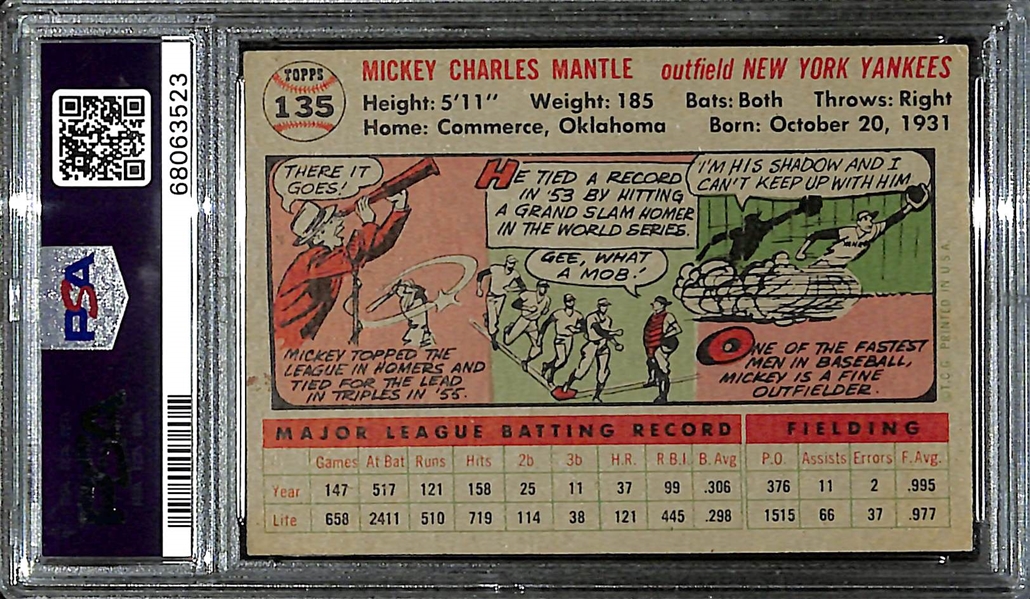 PSA
68063523
TOPPS
135
MICKEY CHARLES MANTLE outfield NEW YORK YANKEES
Height: 5'11" Weight: 185 Bats: Both Throws: Right
Home: Commerce, Oklahoma Born: October 20, 1931
THERE IT
GOES!
HE TIED A RECORD
IN '53 BY HITTING
A GRAND SLAM HOMER
IN THE WORLD SERIES.
I'M HIS SHADOW AND I
CAN'T KEEP UP WITH HIM
GEE, WHAT
A MOB!
MICKEY TOPPED THE
LEAGUE IN HOMERS AND
TIED FOR THE LEAD
IN TRIPLES IN '55.
ONE OF THE FASTEST
MEN IN BASEBALL,
MICKEY IS A FINE
OUTFIELDER.
T.C.G. PRINTED IN U.S.A.
MAJOR LEAGUE BATTING RECORD FIELDING
Games At Bat Runs Hits 2b 3b H.R. R.B.I. B. Avg P.O. Assists Errors F. Avg.
Year 147 517 121 158 25 11 37 99 .306 376 11 2 .995
Life 658 2411 510 719 114 38 121 445 .298 1515 66 37 .977